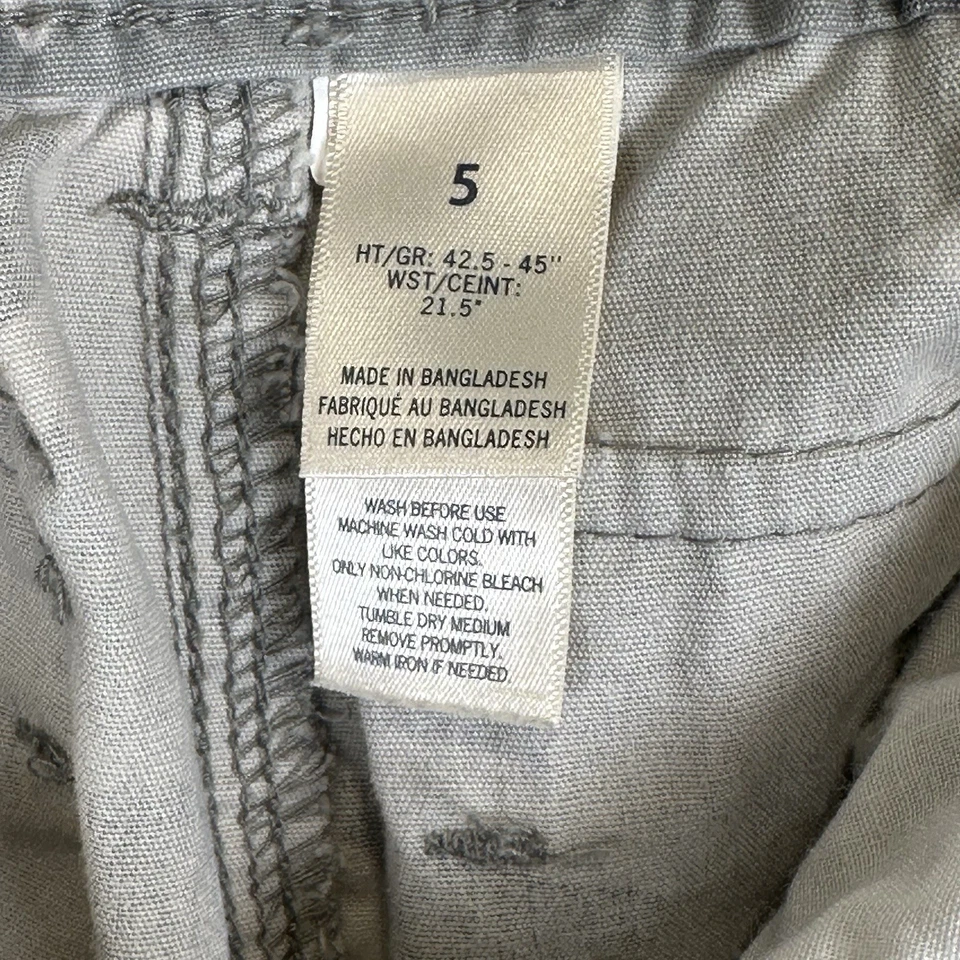 5
HT/GR: 42.5 - 45"
WST/CEINT:
21.5"
MADE IN BANGLADESH
FABRIQUÉ AU BANGLADESH
HECHO EN BANGLADESH
WASH BEFORE USE
MACHINE WASH COLD WITH
LIKE COLORS.
ONLY NON-CHLORINE BLEACH
WHEN NEEDED.
TUMBLE DRY MEDIUM
REMOVE PROMPTLY.
WARM IRON IF NEEDED